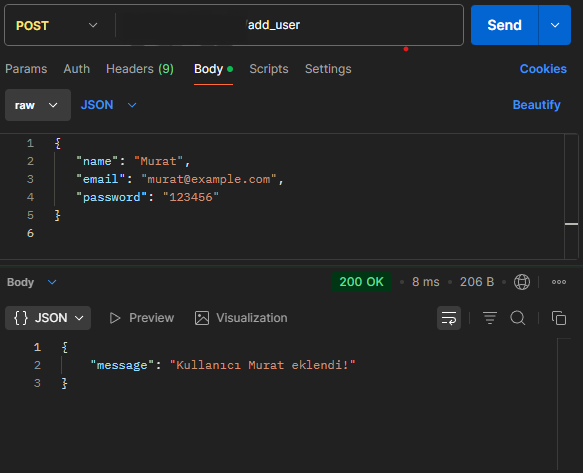 POST /add_user Send
Params Auth Headers (9) Body Scripts Settings Cookies
raw JSON Beautify
1 {
2 "name": "Murat",
3 "email": "murat@example.com",
4 "password": "123456"
5 }
6
Body 200 OK • 8 ms • 206 B
{} JSON Preview Visualization
1 {
2 "message": "Kullanıcı Murat eklendi!"
3 }